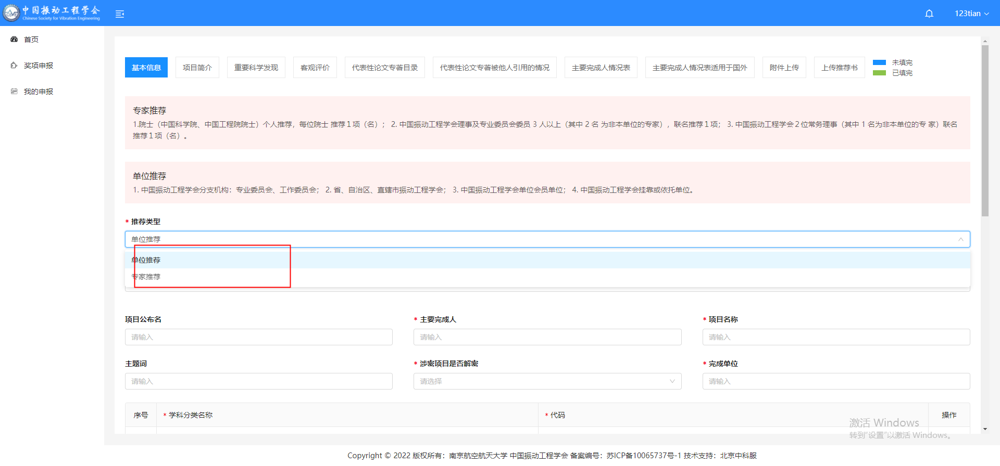 中国振动工程学会
Chinese Society for Vibration Engineering
CSVE
123tian
首页
奖项申报
我的申报
基本信息
项目简介
重要科学发现
客观评价
代表性论文专著目录
代表性论文专著被他人引用的情况
主要完成人情况表
主要完成人情况表适用于国外
附件上传
上传推荐书
未填完
已填完
专家推荐
1.院士（中国科学院、中国工程院院士）个人推荐，每位院士 推荐 1 项（名）； 2. 中国振动工程学会理事及专业委员会委员 3 人以上（其中 2 名 为非本单位的专家），联名推荐 1 项； 3. 中国振动工程学会 2 位常务理事（其中 1 名为非本单位的专 家）联名
推荐 1 项（名）。
单位推荐
1. 中国振动工程学会分支机构：专业委员会、工作委员会； 2. 省、自治区、直辖市振动工程学会； 3. 中国振动工程学会单位会员单位； 4. 中国振动工程学会挂靠或依托单位。
* 推荐类型
单位推荐
单位推荐
专家推荐
项目公布名
* 主要完成人
* 项目名称
请输入
请输入
请输入
主题词
* 涉密项目是否解密
* 完成单位
请输入
请选择
请输入
序号
* 学科分类名称
* 代码
操作
激活 Windows
转到“设置”以激活 Windows。
Copyright © 2022 版权所有：南京航空航天大学 中国振动工程学会 备案编号：苏ICP备10065737号-1 技术支持：北京中科服